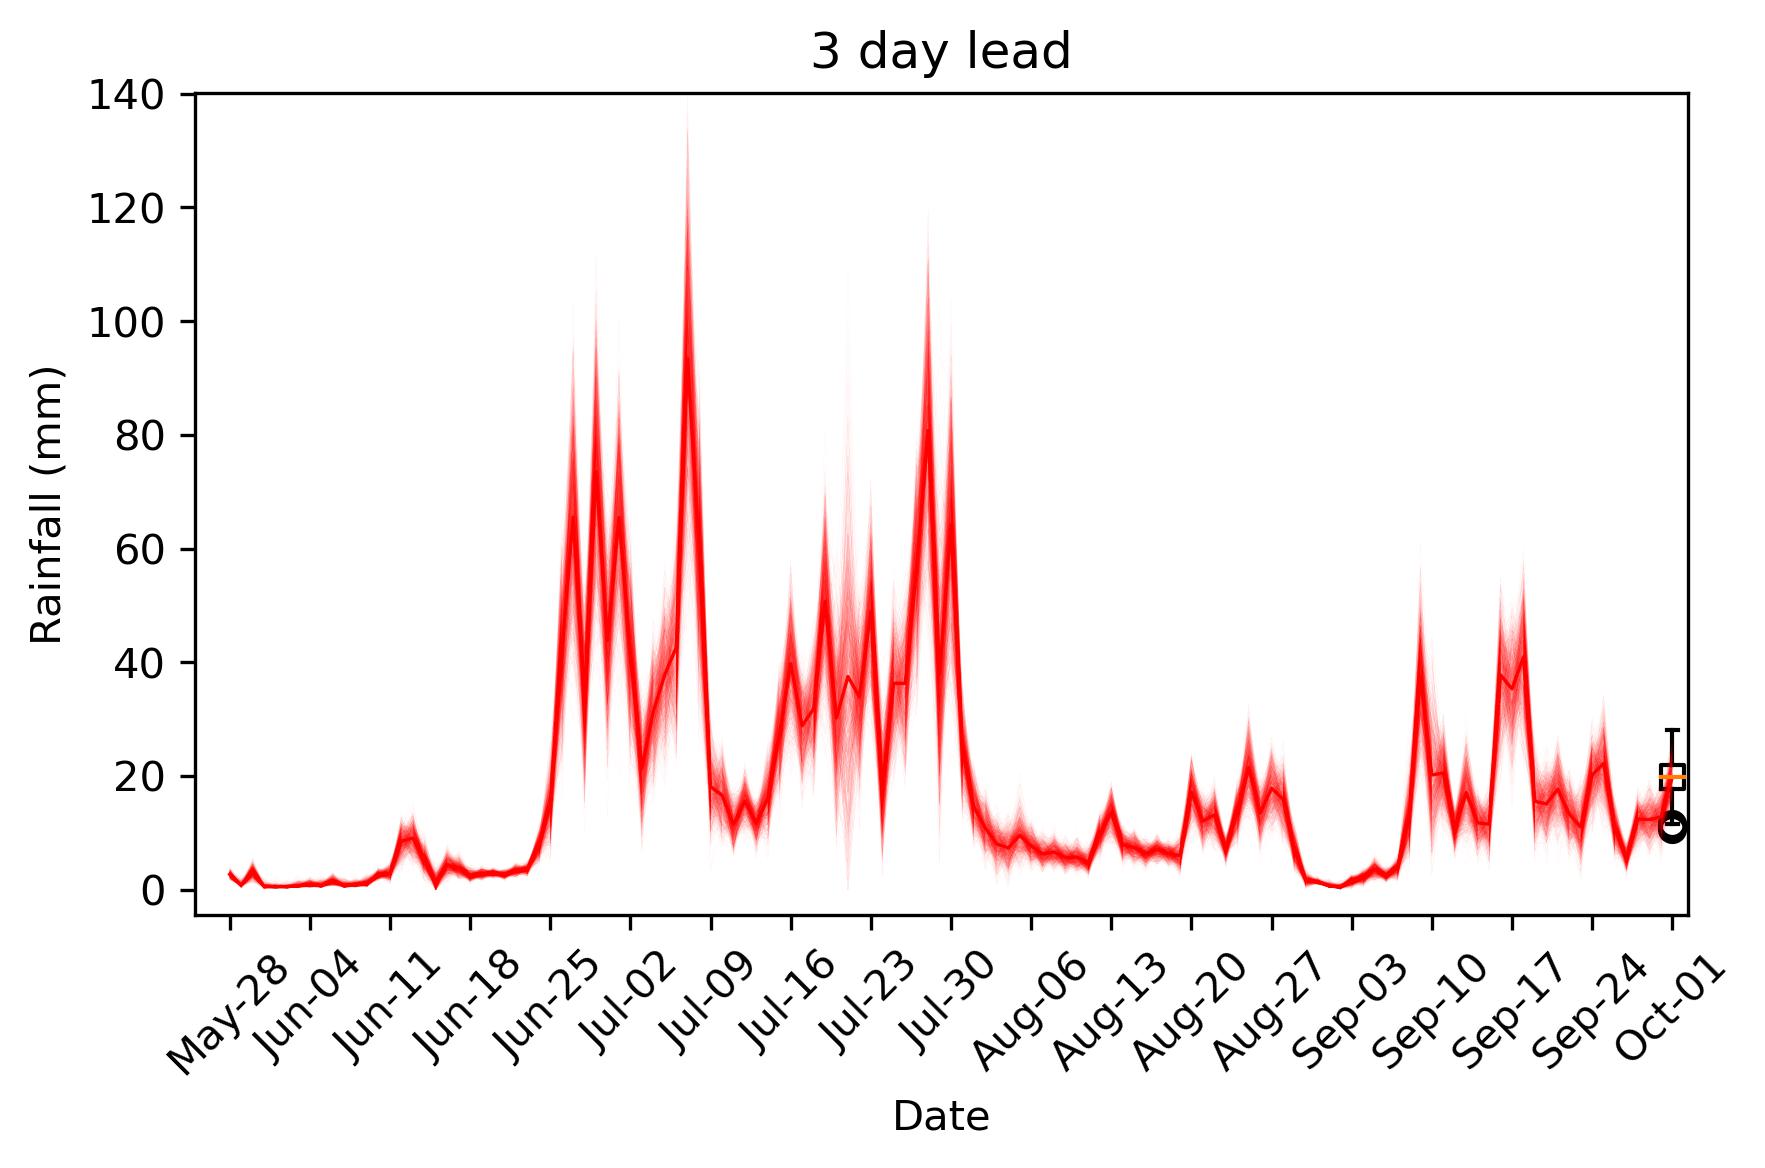 3 day lead
140
120
100
80
60
40
20
0
Rainfall (mm)
May-28
Jun-04
Jun-11
Jun-18
Jun-25
Jul-02
Jul-09
Jul-16
Jul-23
Jul-30
Aug-06
Aug-13
Aug-20
Aug-27
Sep-03
Sep-10
Sep-17
Sep-24
Oct-01
Date